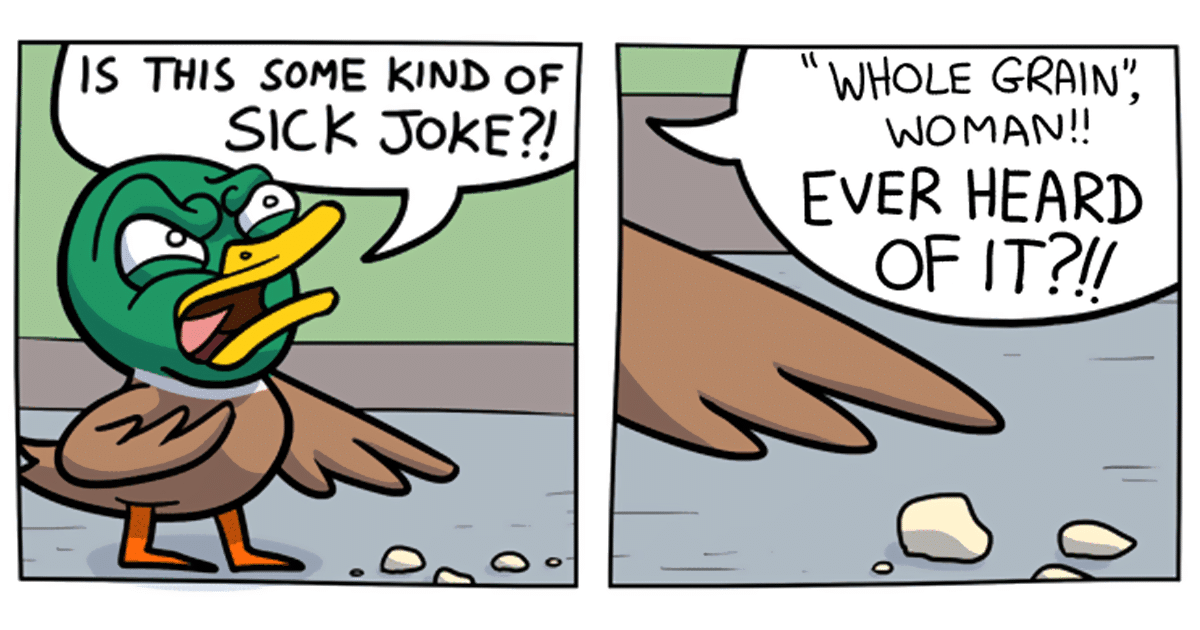 IS THIS SOME KIND OF
SICK JOKE?!
"WHOLE GRAIN",
WOMAN!!
EVER HEARD
OF IT?!!